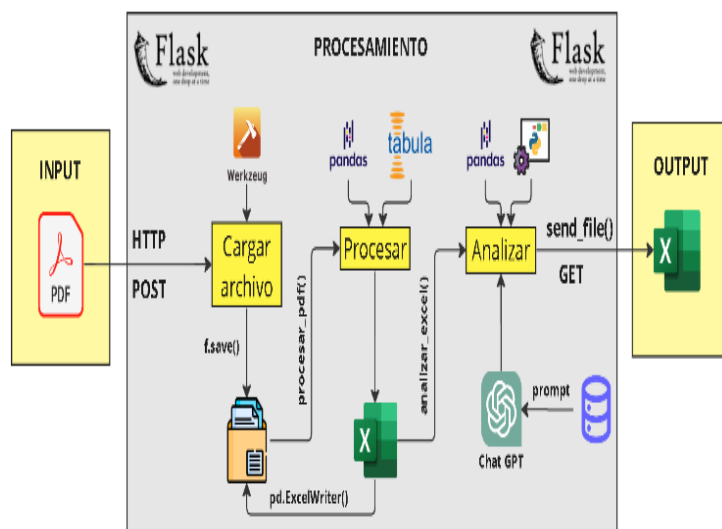 Flask
web development,
one drop at a time
PROCESAMIENTO
Flask
web development,
one drop at a time
INPUT
PDF
HTTP
POST
Werkzeug
Cargar
archivo
f.save()
procesar_pdf()
pandas
tabula
Procesar
pd.ExcelWriter()
X
analizar_excel()
pandas
Analizar
Chat GPT
prompt
send_file()
GET
OUTPUT
X